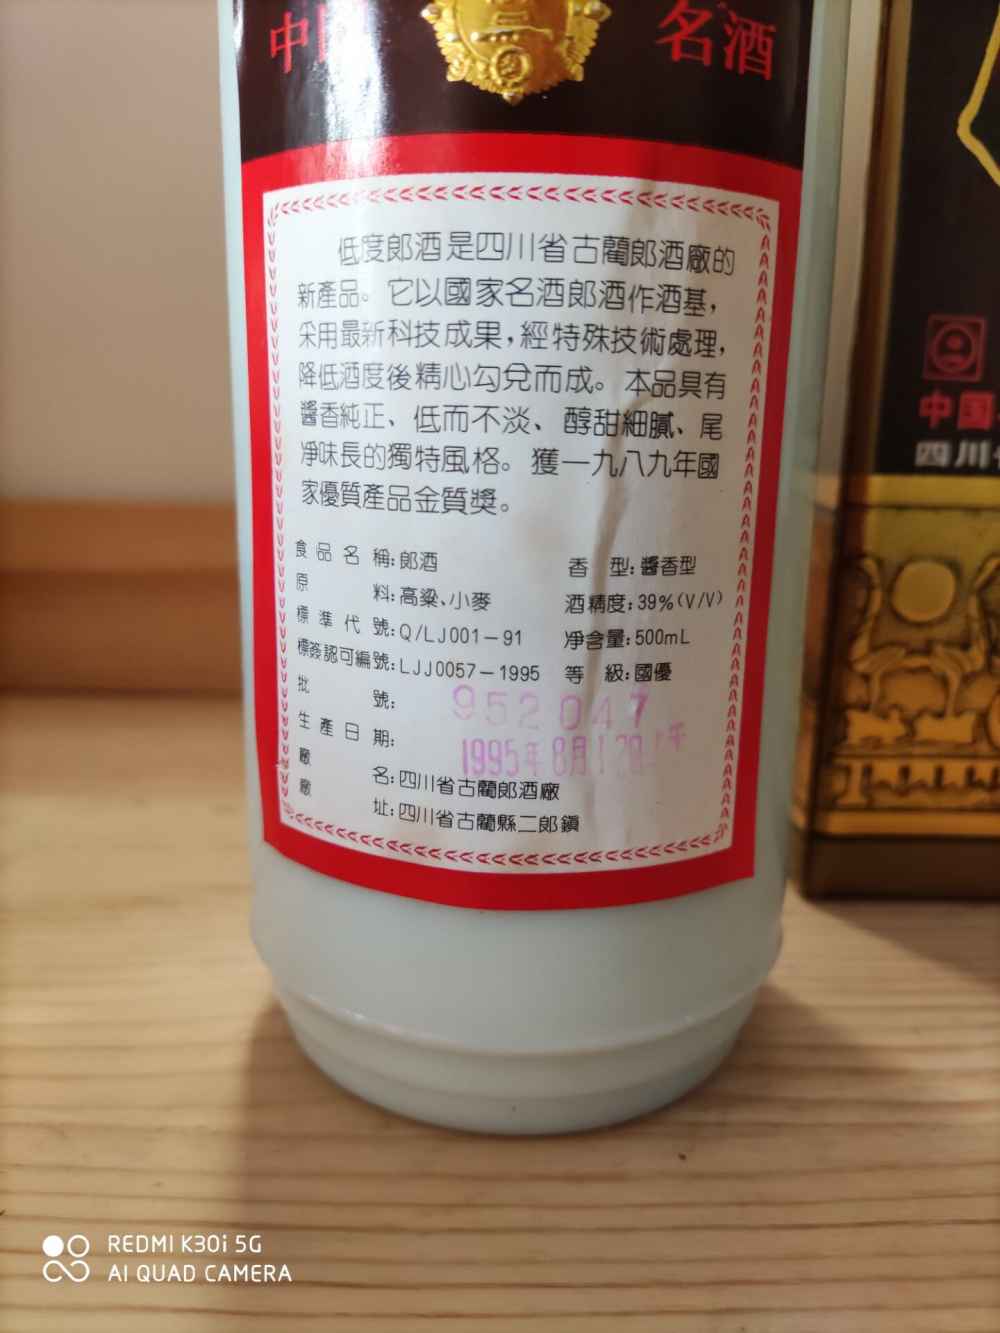 名酒
低度郎酒是四川省古藺郎酒廠的
新產品。它以國家名酒郎酒作酒基，
采用最新科技成果，經特殊技術處理，
降低酒度後精心勾兌而成。本品具有
醬香純正、低而不淡、醇甜細膩、尾
凈味長的獨特風格。獲一九八九年國
家優質產品金質獎。
食品名稱:郎酒 香型:醬香型
原料:高粱、小麥 酒精度:39%(V/V)
標準代號:Q/LJ001-91 凈含量:500mL
標簽認可編號:LJJ0057-1995 等級:國優
批號: 952047
生產日期: 1995年8月12日
廠名:四川省古藺郎酒廠
廠址:四川省古藺縣二郎鎮
中国
四川
REDMI K30i 5G
AI QUAD CAMERA